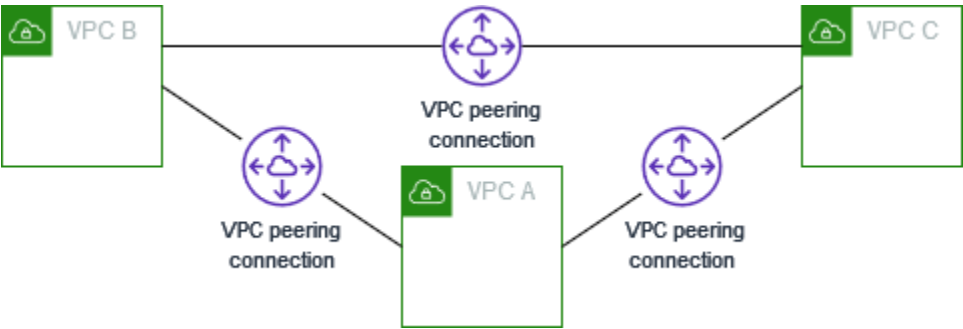 VPC B
VPC C
VPC peering
connection
VPC A
VPC peering
connection
VPC peering
connection